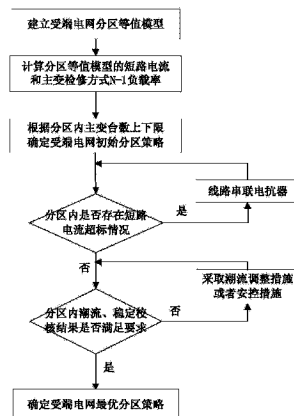 建立受端电网分区等值模型
计算分区等值模型的短路电流
和主变检修方式N-1负载率
根据分区内主变台数上下限
确定受端电网初始分区策略
线路串联电抗器
分区内是否存在短路
电流超标情况
是
否
采取潮流调整措施
或者安控措施
分区内潮流、稳定校
核结果是否满足要求
否
是
确定受端电网最优分区策略